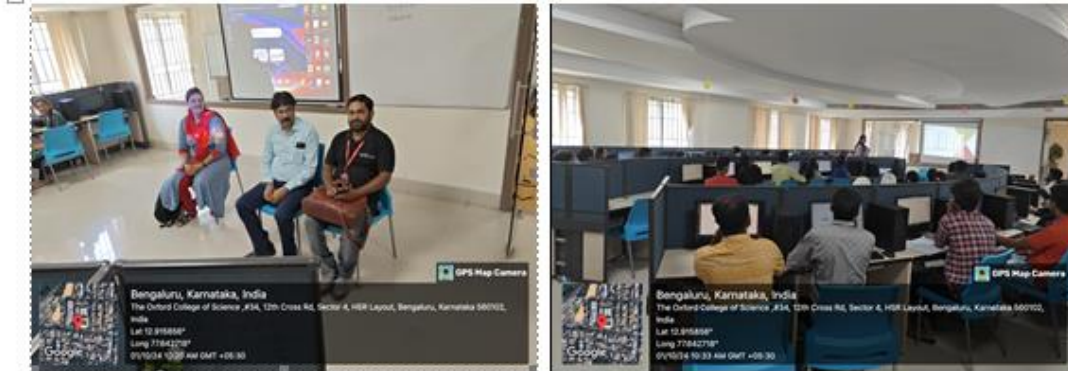 GPS Map Camera
Bengaluru, Karnataka, India
The Oxford College of Science ,#34, 12th Cross Rd, Sector 4, HSR Layout, Bengaluru, Karnataka 560102,
India
Lat 12.915858°
Long 77.642718°
01/10/24 AM GMT +05:30
Google
GPS Map Camera
Bengaluru, Karnataka, India
The Oxford College of Science ,#34, 12th Cross Rd, Sector 4, HSR Layout, Bengaluru, Karnataka 560102,
India
Lat 12.915858°
Long 77.642718°
01/10/24 10:33 AM GMT +05:30
Google